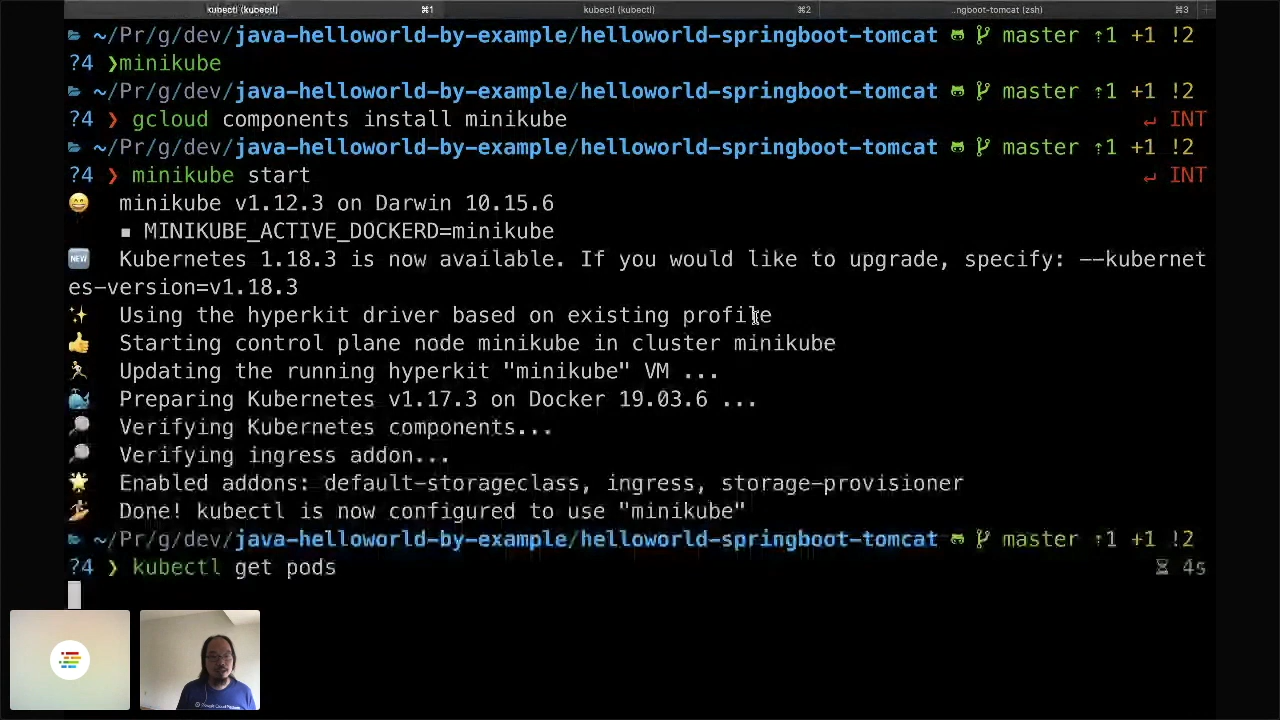 kubectl (kubectl) ⌘1 kubectl (kubectl) ⌘2 ..ngboot-tomcat (zsh) ⌘3
~/Pr/g/dev/java-helloworld-by-example/helloworld-springboot-tomcat master ⇡1 +1 !2
?4 ❯minikube
~/Pr/g/dev/java-helloworld-by-example/helloworld-springboot-tomcat master ⇡1 +1 !2
?4 ❯ gcloud components install minikube ↵ INT
~/Pr/g/dev/java-helloworld-by-example/helloworld-springboot-tomcat master ⇡1 +1 !2
?4 ❯ minikube start ↵ INT
😄 minikube v1.12.3 on Darwin 10.15.6
▪ MINIKUBE_ACTIVE_DOCKERD=minikube
🆕 Kubernetes 1.18.3 is now available. If you would like to upgrade, specify: --kubernet
es-version=v1.18.3
✨ Using the hyperkit driver based on existing profile
👍 Starting control plane node minikube in cluster minikube
🏃 Updating the running hyperkit "minikube" VM ...
🐳 Preparing Kubernetes v1.17.3 on Docker 19.03.6 ...
🔎 Verifying Kubernetes components...
🔎 Verifying ingress addon...
🌟 Enabled addons: default-storageclass, ingress, storage-provisioner
🏄 Done! kubectl is now configured to use "minikube"
~/Pr/g/dev/java-helloworld-by-example/helloworld-springboot-tomcat master ⇡1 +1 !2
?4 ❯ kubectl get pods ⌛ 4s